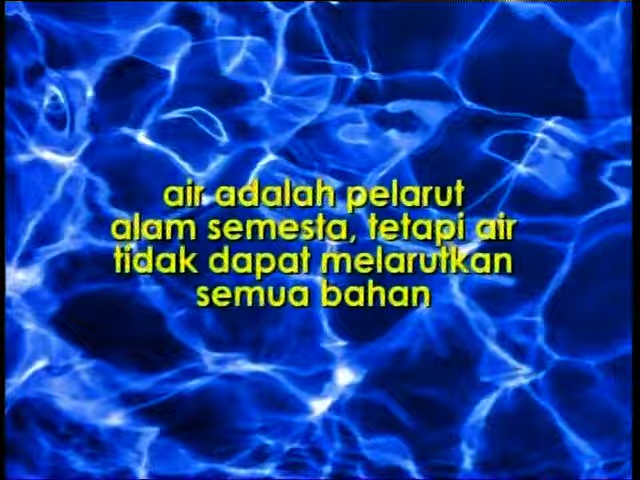 air adalah pelarut
alam semesta, tetapi air
tidak dapat melarutkan
semua bahan